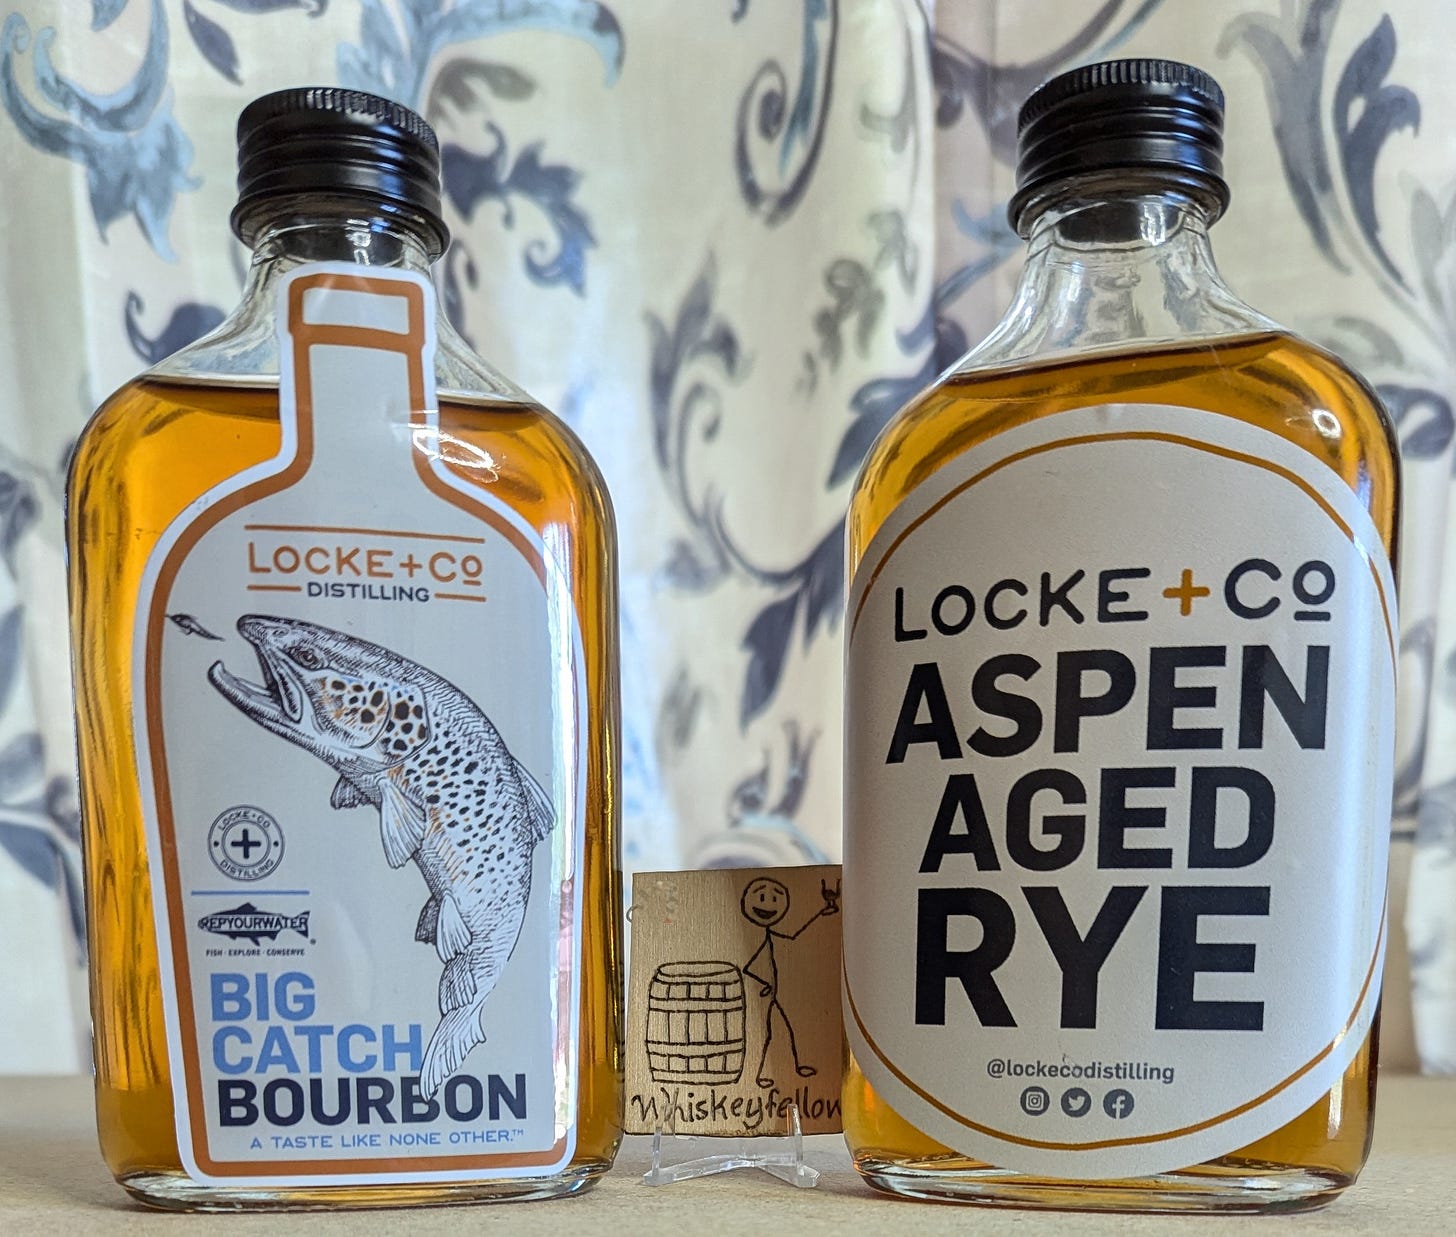 LOCKE+CO
DISTILLING
LOCKE+CO
DISTILLING
REPYOURWATER
FISH · EXPLORE · CONSERVE
BIG
CATCH
BOURBON
A TASTE LIKE NONE OTHER.™
Whiskeyfellow
LOCKE+CO
ASPEN
AGED
RYE
@lockecodistilling